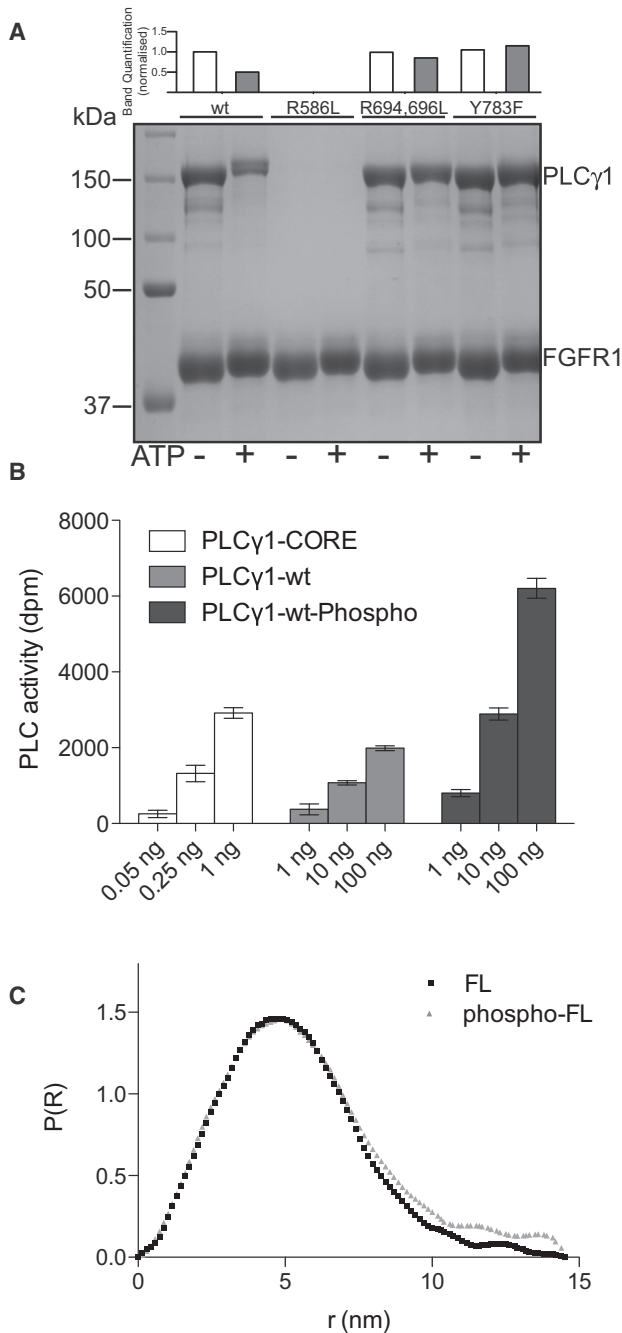 A
Band Quantification
(normalised)
1.5
1.0
0.5
kDa
wt
R586L
R694,696L
Y783F
150
PLCγ1
100
50
FGFR1
37
ATP
- + - + - + - +
B
PLC activity (dpm)
8000
6000
4000
2000
0
PLCγ1-CORE
PLCγ1-wt
PLCγ1-wt-Phospho
0.05 ng
0.25 ng
1 ng
1 ng
10 ng
100 ng
1 ng
10 ng
100 ng
C
P(R)
1.5
1.0
0.5
0.0
FL
phospho-FL
0
5
10
15
r (nm)